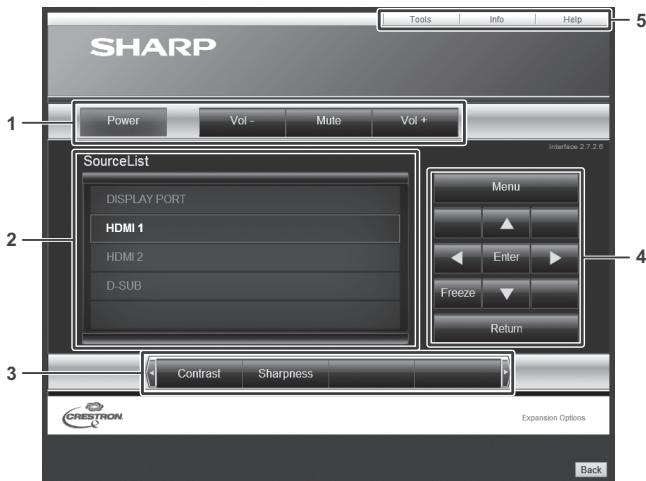 Tools Info Help 5
SHARP
1 Power Vol - Mute Vol +
Interface 2.7.2.6
SourceList
Menu
DISPLAY PORT
HDMI 1
2
HDMI 2
Enter 4
D-SUB
Freeze
Return
3 Contrast Sharpness
CRESTRON
Expansion Options
Back